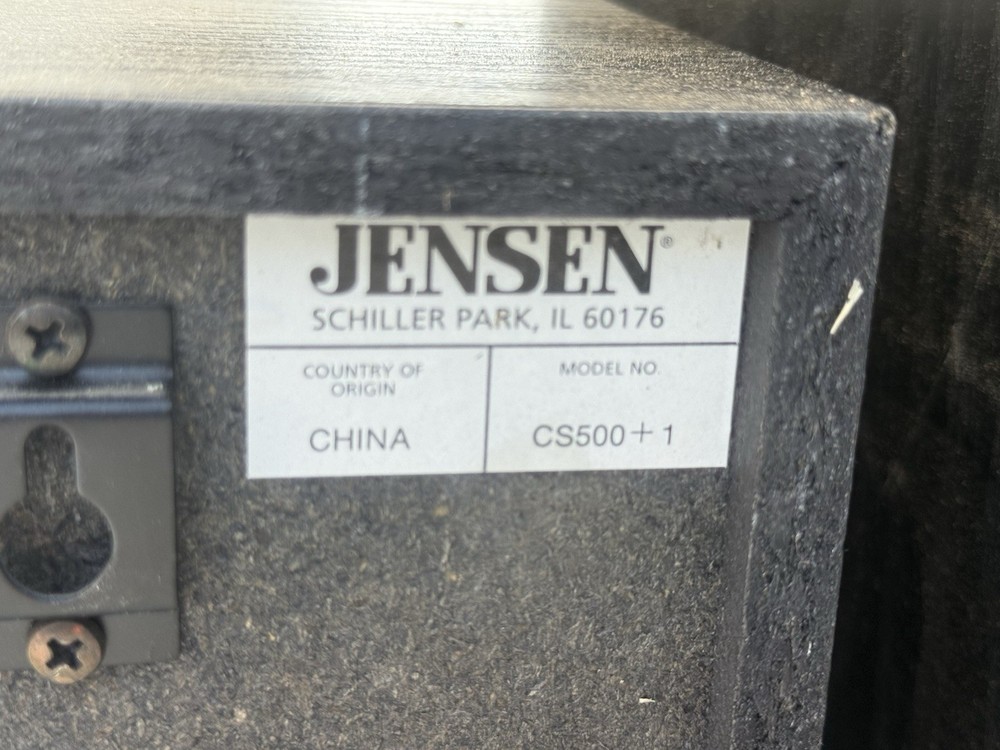 JENSEN®
SCHILLER PARK, IL 60176
COUNTRY OF
ORIGIN
CHINA
MODEL NO.
CS500+1